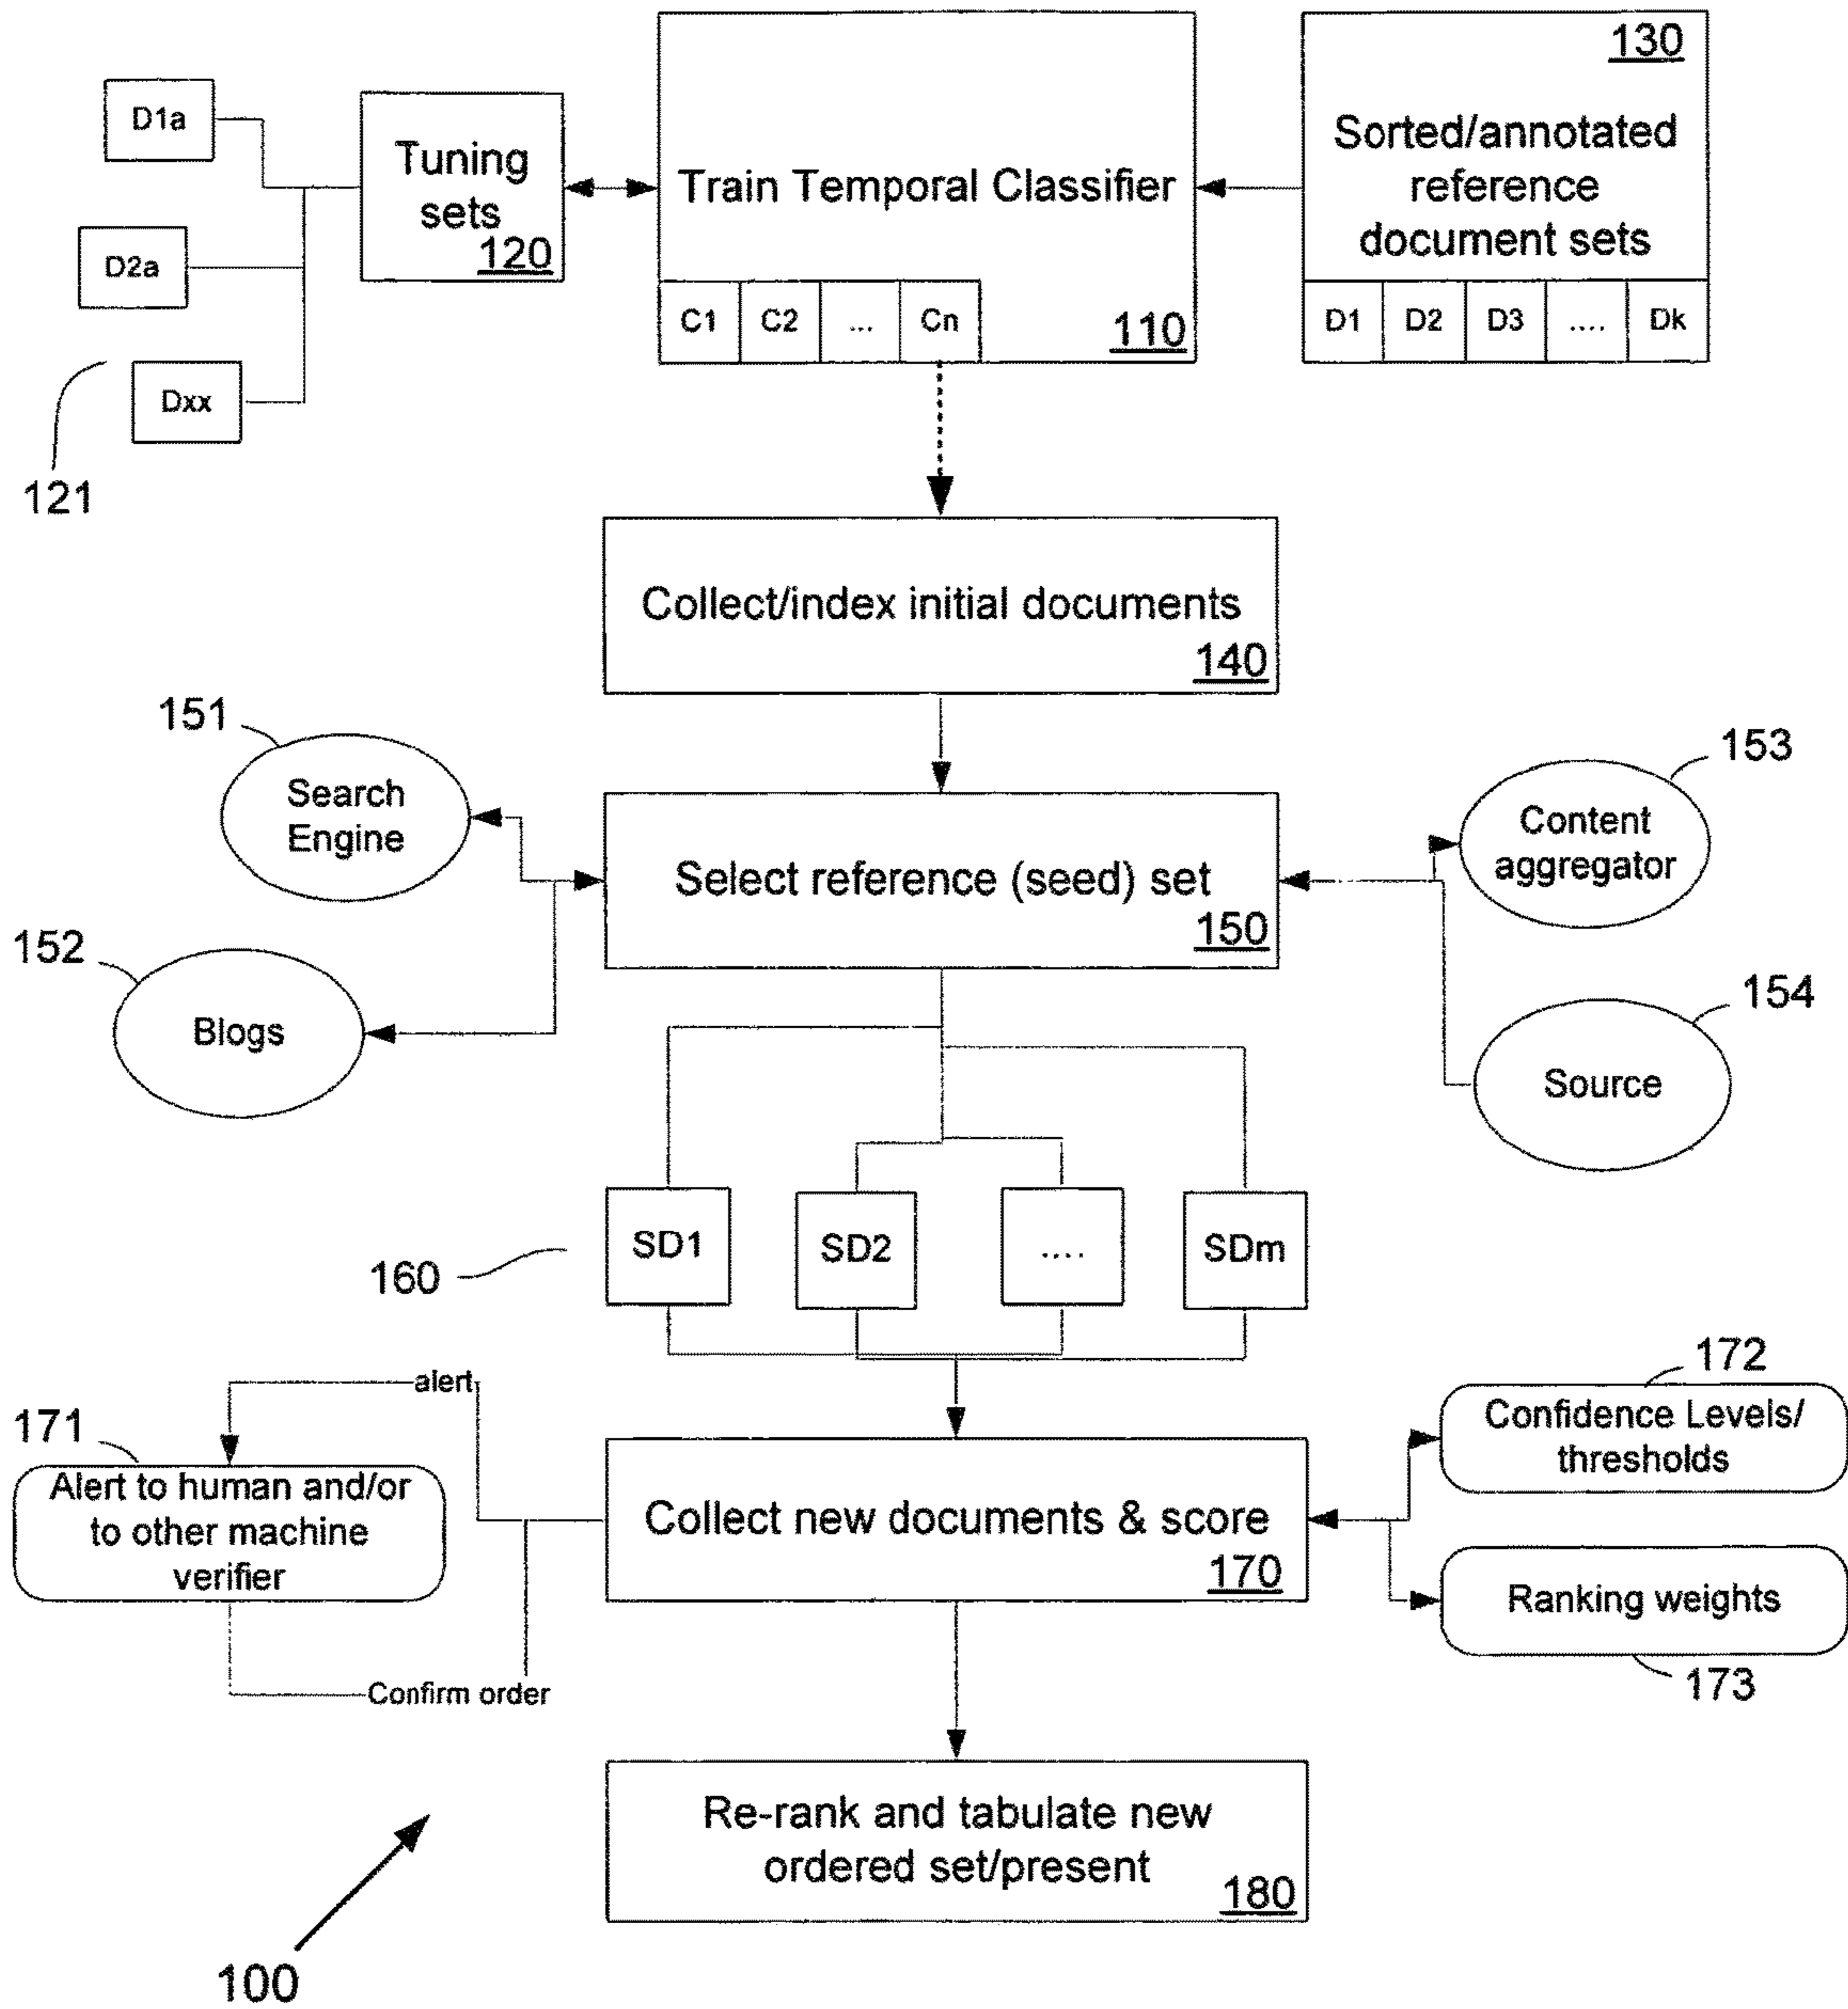 130
Sorted/annotated
reference
document sets
D1
D2
D3
....
Dk
Train Temporal Classifier
C1
C2
...
Cn
110
Tuning
sets
120
D1a
D2a
Dxx
121
Collect/index initial documents
140
151
Search
Engine
152
Blogs
Select reference (seed) set
150
153
Content
aggregator
154
Source
160
SD1
SD2
....
SDm
alert
171
Alert to human and/or
to other machine
verifier
Confirm order
Collect new documents & score
170
172
Confidence Levels/
thresholds
Ranking weights
173
Re-rank and tabulate new
ordered set/present
180
100